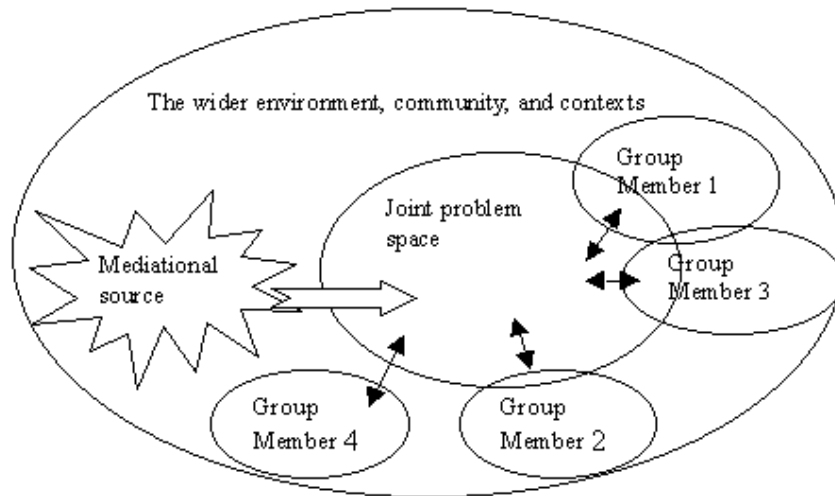 The wider environment, community, and contexts
Group
Member 1
Joint problem
space
Mediational
source
Group
Member 3
Group
Member 4
Group
Member 2